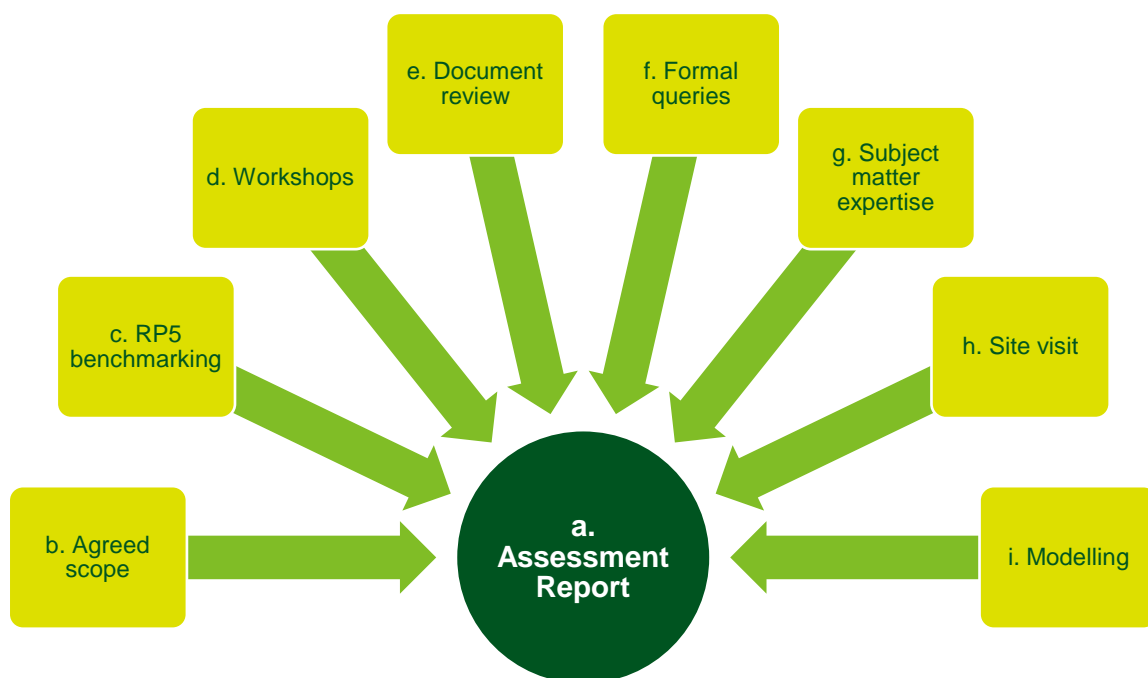 e. Document
review
f. Formal
queries
d. Workshops
g. Subject
matter
expertise
c. RP5
benchmarking
h. Site visit
b. Agreed
scope
a.
Assessment
Report
i. Modelling